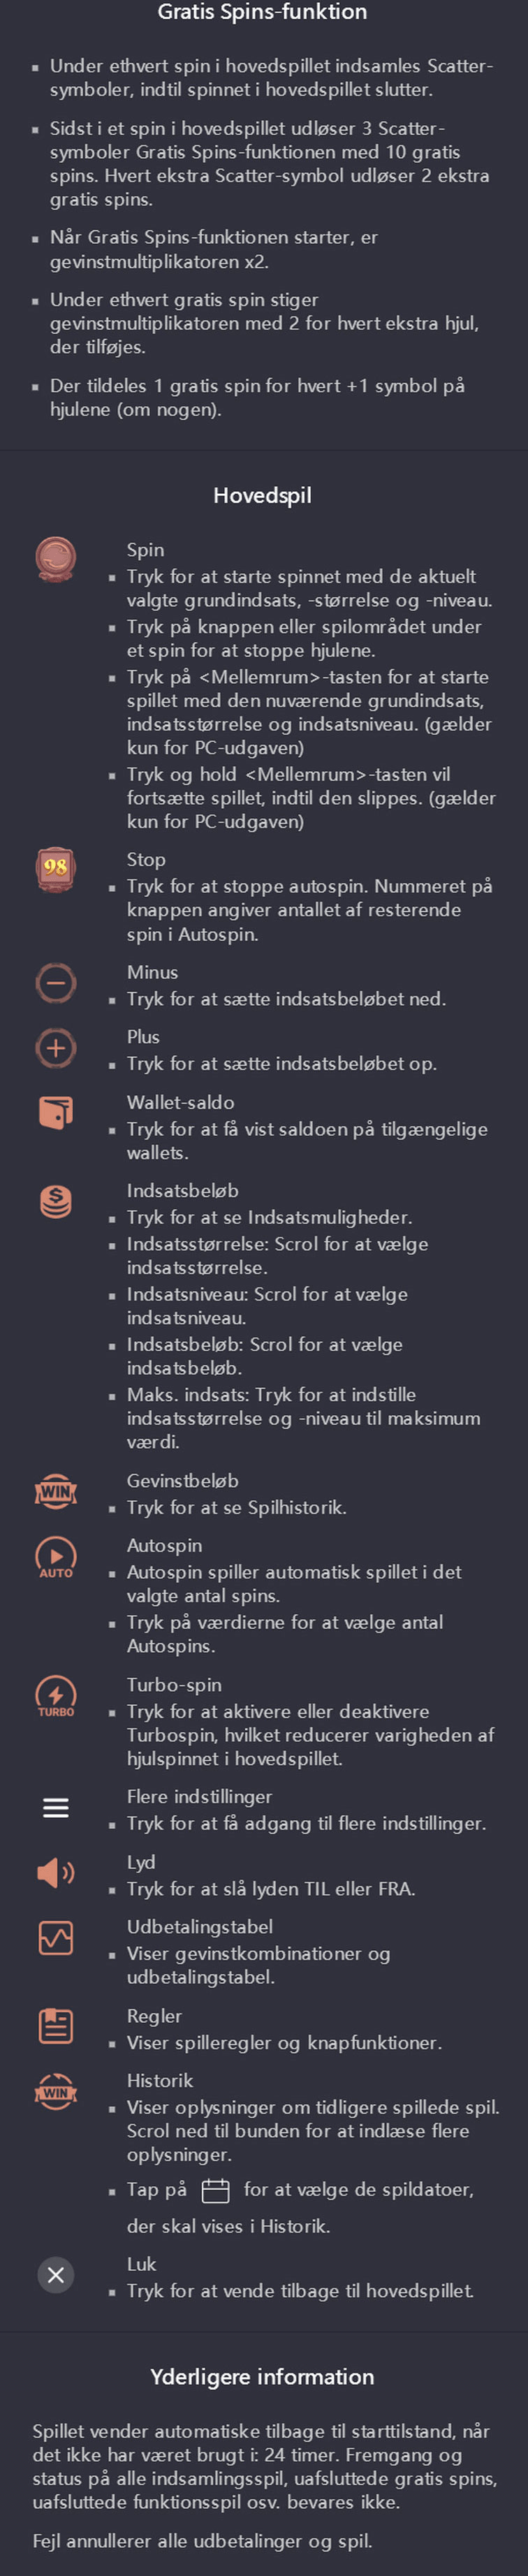 Gratis Spins-funktion
Under ethvert spin i hovedspillet indsamles Scatter-
symboler, indtil spinnet i hovedspillet slutter.
Sidst i et spin i hovedspillet udløser 3 Scatter-
symboler Gratis Spins-funktionen med 10 gratis
spins. Hvert ekstra Scatter-symbol udløser 2 ekstra
gratis spins.
Når Gratis Spins-funktionen starter, er
gevinstmultiplikatoren x2.
Under ethvert gratis spin stiger
gevinstmultiplikatoren med 2 for hvert ekstra hjul,
der tilføjes.
Der tildeles 1 gratis spin for hvert +1 symbol på
hjulene (om nogen).
Hovedspil
Spin
Tryk for at starte spinnet med de aktuelt
valgte grundindsats, -størrelse og -niveau.
Tryk på knappen eller spilområdet under
et spin for at stoppe hjulene.
Tryk på <Mellemrum>-tasten for at starte
spillet med den nuværende grundindsats,
indsatsstørrelse og indsatsniveau. (gælder
kun for PC-udgaven)
Tryk og hold <Mellemrum>-tasten vil
fortsætte spillet, indtil den slippes. (gælder
kun for PC-udgaven)
98
Stop
Tryk for at stoppe autospin. Nummeret på
knappen angiver antallet af resterende
spin i Autospin.
Minus
Tryk for at sætte indsatsbeløbet ned.
Plus
Tryk for at sætte indsatsbeløbet op.
Wallet-saldo
Tryk for at få vist saldoen på tilgængelige
wallets.
Indsatsbeløb
Tryk for at se Indsatsmuligheder.
Indsatsstørrelse: Scrol for at vælge
indsatsstørrelse.
Indsatsniveau: Scrol for at vælge
indsatsniveau.
Indsatsbeløb: Scrol for at vælge
indsatsbeløb.
Maks. indsats: Tryk for at indstille
indsatsstørrelse og -niveau til maksimum
værdi.
WIN
Gevinstbeløb
Tryk for at se Spilhistorik.
AUTO
Autospin
Autospin spiller automatisk spillet i det
valgte antal spins.
Tryk på værdierne for at vælge antal
Autospins.
TURBO
Turbo-spin
Tryk for at aktivere eller deaktivere
Turbospin, hvilket reducerer varigheden af
hjulspinnet i hovedspillet.
Flere indstillinger
Tryk for at få adgang til flere indstillinger.
Lyd
Tryk for at slå lyden TIL eller FRA.
Udbetalingstabel
Viser gevinstkombinationer og
udbetalingstabel.
Regler
Viser spilleregler og knapfunktioner.
WIN
Historik
Viser oplysninger om tidligere spillede spil.
Scrol ned til bunden for at indlæse flere
oplysninger.
Tap på for at vælge de spildatoer,
der skal vises i Historik.
Luk
Tryk for at vende tilbage til hovedspillet.
Yderligere information
Spillet vender automatiske tilbage til starttilstand, når
det ikke har været brugt i: 24 timer. Fremgang og
status på alle indsamlingsspil, uafsluttede gratis spins,
uafsluttede funktionsspil osv. bevares ikke.
Fejl annullerer alle udbetalinger og spil.